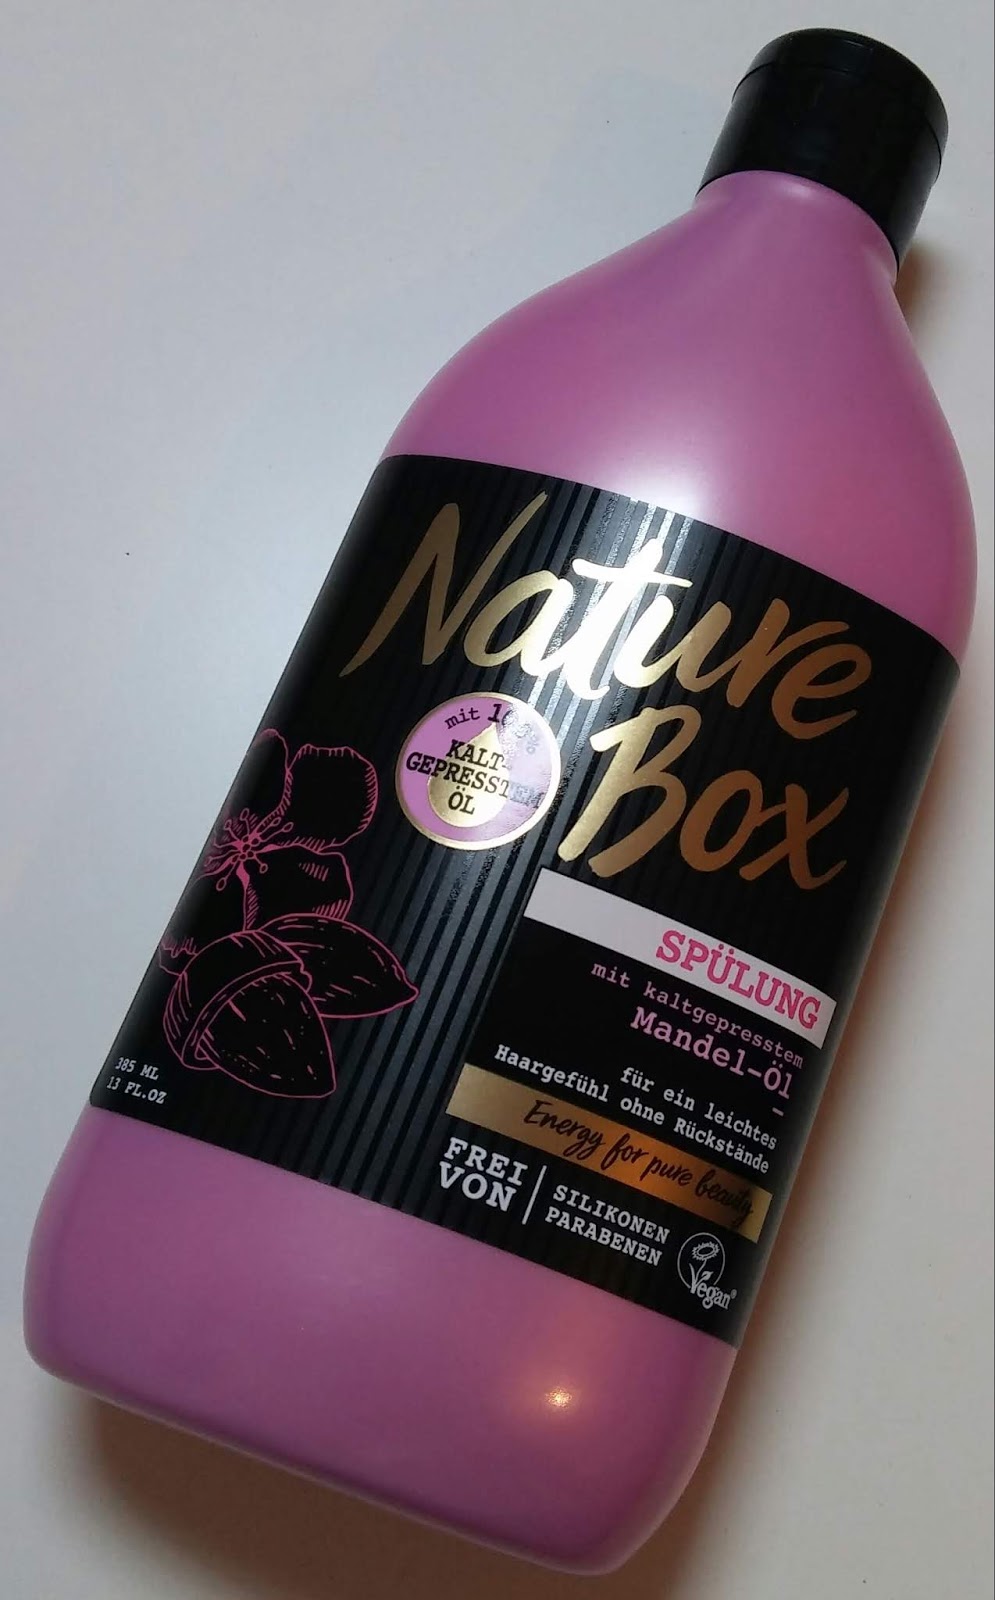 Nature
Box
mit 100%
KALT-
GEPRESSTEM
ÖL
SPÜLUNG
mit kaltgepresstem
Mandel-Öl
für ein leichtes
Haargefühl ohne Rückstände
Energy for pure beauty
385 ML
13 FL.OZ
FREI
VON
SILIKONEN
PARABENEN
Vegan®